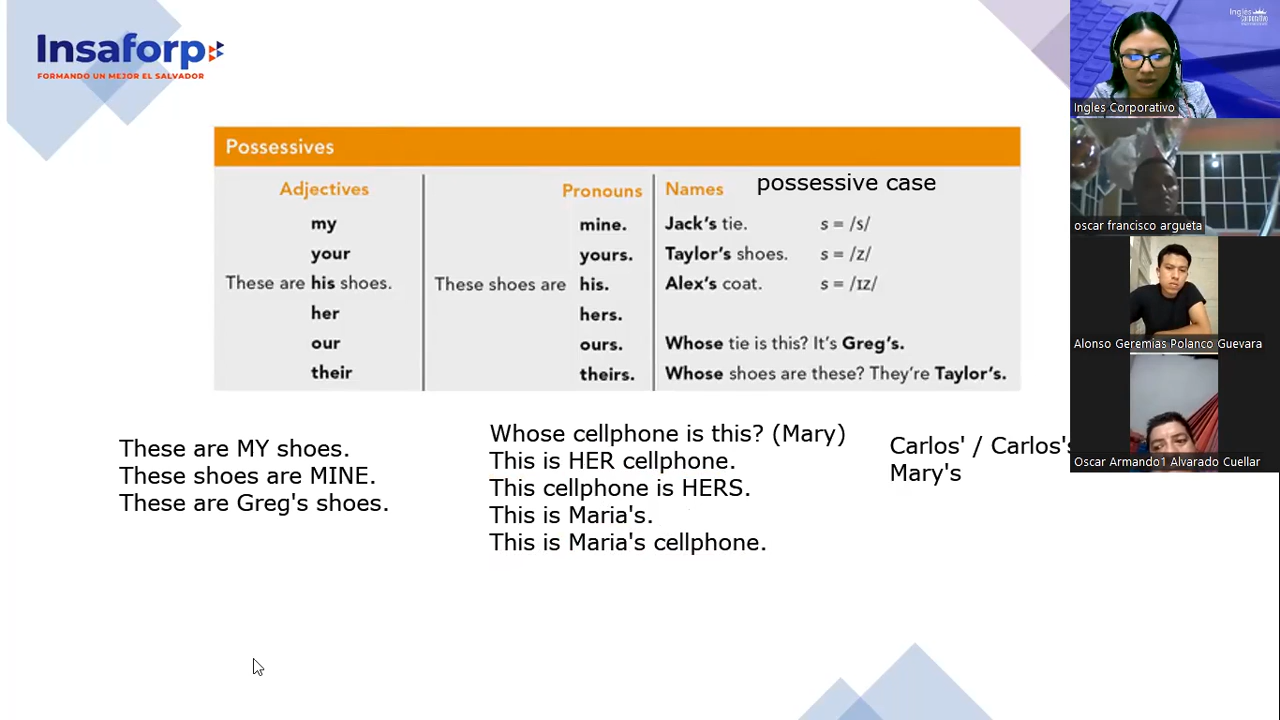 Insaforp
FORMANDO UN MEJOR EL SALVADOR
Possessives
Adjectives
my
your
These are his shoes.
her
our
their
Pronouns
mine.
yours.
These shoes are his.
hers.
ours.
theirs.
Names possessive case
Jack's tie. s = /s/
Taylor's shoes. s = /z/
Alex's coat. s = /ɪz/
Whose tie is this? It's Greg's.
Whose shoes are these? They're Taylor's.
These are MY shoes.
These shoes are MINE.
These are Greg's shoes.
Whose cellphone is this? (Mary)
This is HER cellphone.
This cellphone is HERS.
This is Maria's.
This is Maria's cellphone.
Carlos' / Carlos's
Mary's
Ingles
corporativo
Ingles Corporativo
oscar francisco argueta
Alonso Geremias Polanco Guevara
Oscar Armando1 Alvarado Cuellar